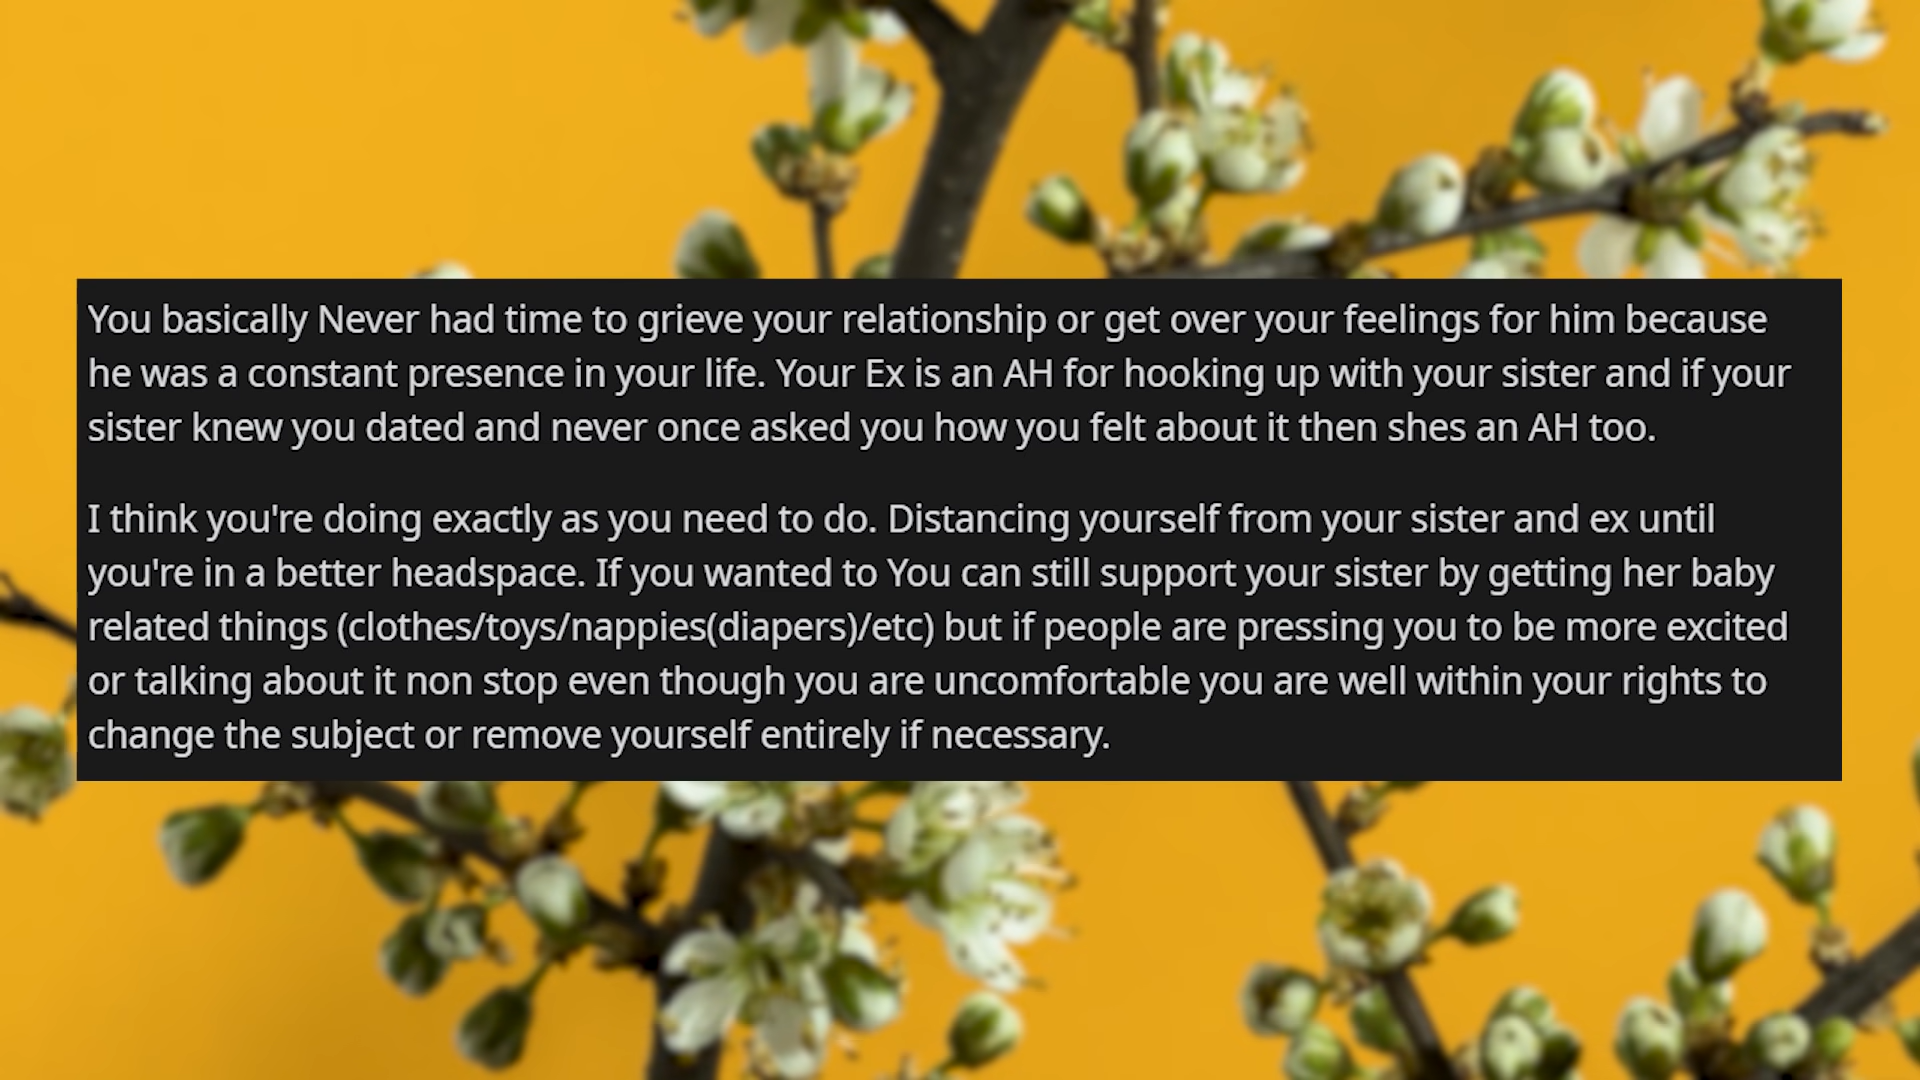 You basically Never had time to grieve your relationship or get over your feelings for him because
he was a constant presence in your life. Your Ex is an AH for hooking up with your sister and if your
sister knew you dated and never once asked you how you felt about it then shes an AH too.
I think you're doing exactly as you need to do. Distancing yourself from your sister and ex until
you're in a better headspace. If you wanted to You can still support your sister by getting her baby
related things (clothes/toys/nappies(diapers)/etc) but if people are pressing you to be more excited
or talking about it non stop even though you are uncomfortable you are well within your rights to
change the subject or remove yourself entirely if necessary.